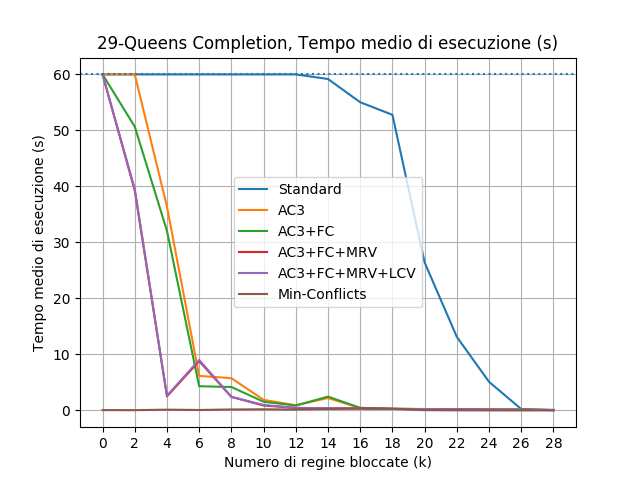 29-Queens Completion, Tempo medio di esecuzione (s)
Tempo medio di esecuzione (s)
60
50
40
30
20
10
0
Standard
AC3
AC3+FC
AC3+FC+MRV
AC3+FC+MRV+LCV
Min-Conflicts
0 2 4 6 8 10 12 14 16 18 20 22 24 26 28
Numero di regine bloccate (k)